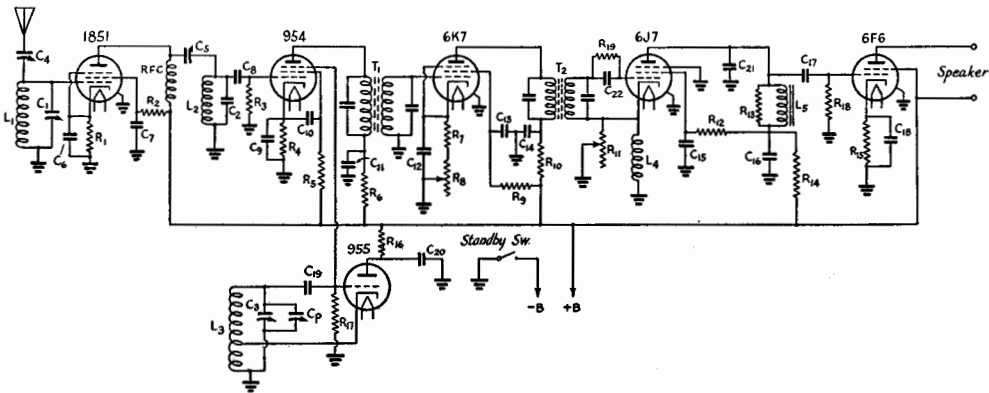 1851
954
6K7
6J7
6F6
C4
RFC
C5
C8
T1
T2
R19
C21
C17
Speaker
L1
C1
R2
L2
C2
R3
C22
R13
L5
R18
C6
R1
C7
C9
R4
C10
C11
C12
R7
C13
C14
R11
L4
C15
R12
C16
R15
C18
R5
R6
R8
R9
R10
R14
955
R16
C20
Standby Sw.
C19
-B
+B
L3
C3
Cp
R17